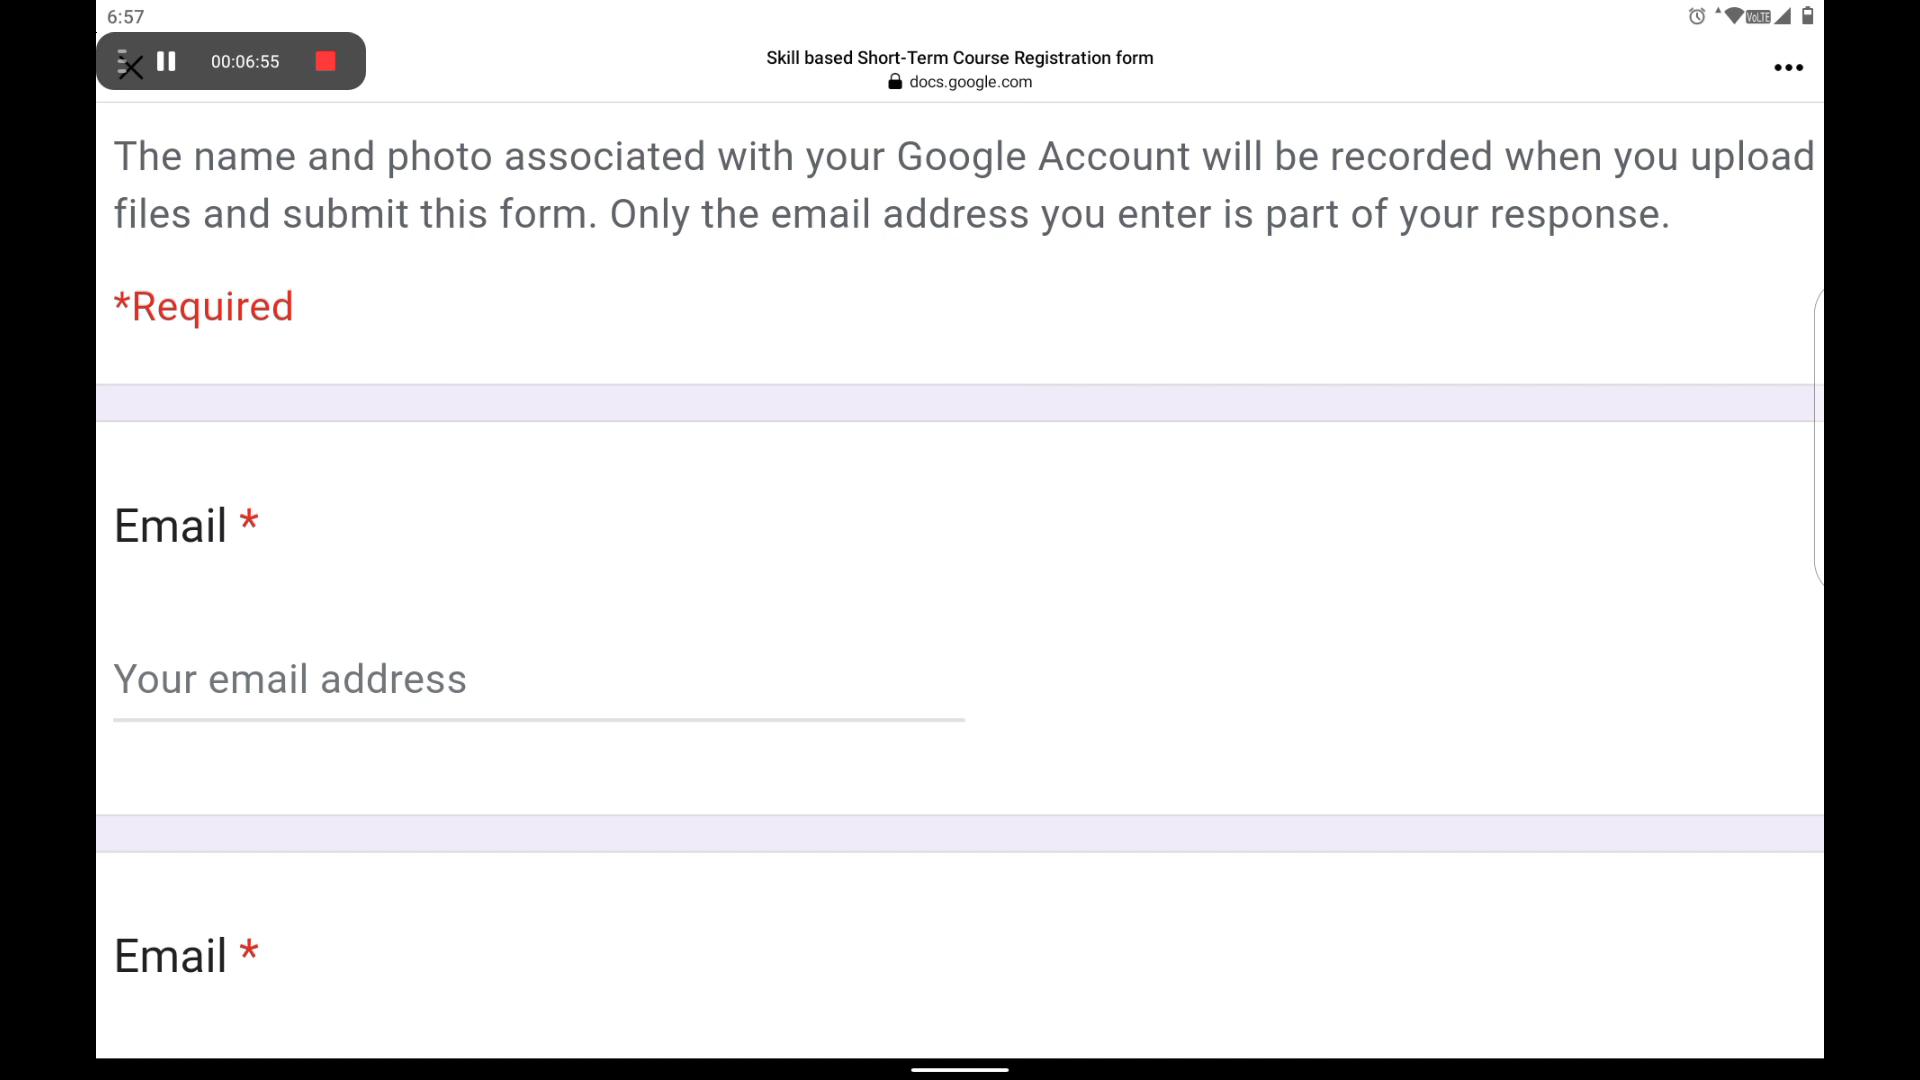 6:57
00:06:55
Skill based Short-Term Course Registration form
docs.google.com
VoLTE
The name and photo associated with your Google Account will be recorded when you upload
files and submit this form. Only the email address you enter is part of your response.
*Required
Email *
Your email address
Email *